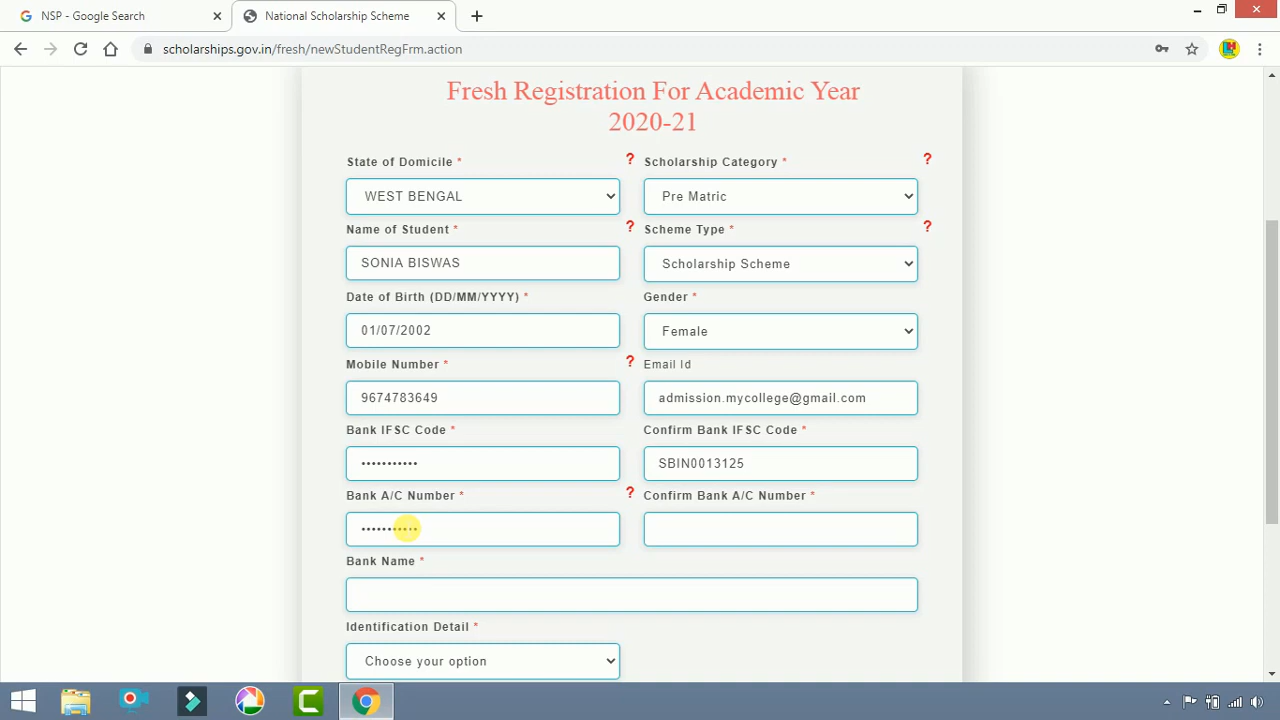 NSP - Google Search
National Scholarship Scheme
scholarships.gov.in/fresh/newStudentRegFrm.action
Fresh Registration For Academic Year
2020-21
State of Domicile * ?
Scholarship Category * ?
WEST BENGAL
Pre Matric
Name of Student * ?
Scheme Type * ?
SONIA BISWAS
Scholarship Scheme
Date of Birth (DD/MM/YYYY) *
Gender *
01/07/2002
Female
Mobile Number * ?
Email Id
9674783649
admission.mycollege@gmail.com
Bank IFSC Code *
Confirm Bank IFSC Code *
•••••••••••
SBIN0013125
Bank A/C Number * ?
Confirm Bank A/C Number *
•••••••••••
Bank Name *
Identification Detail *
Choose your option